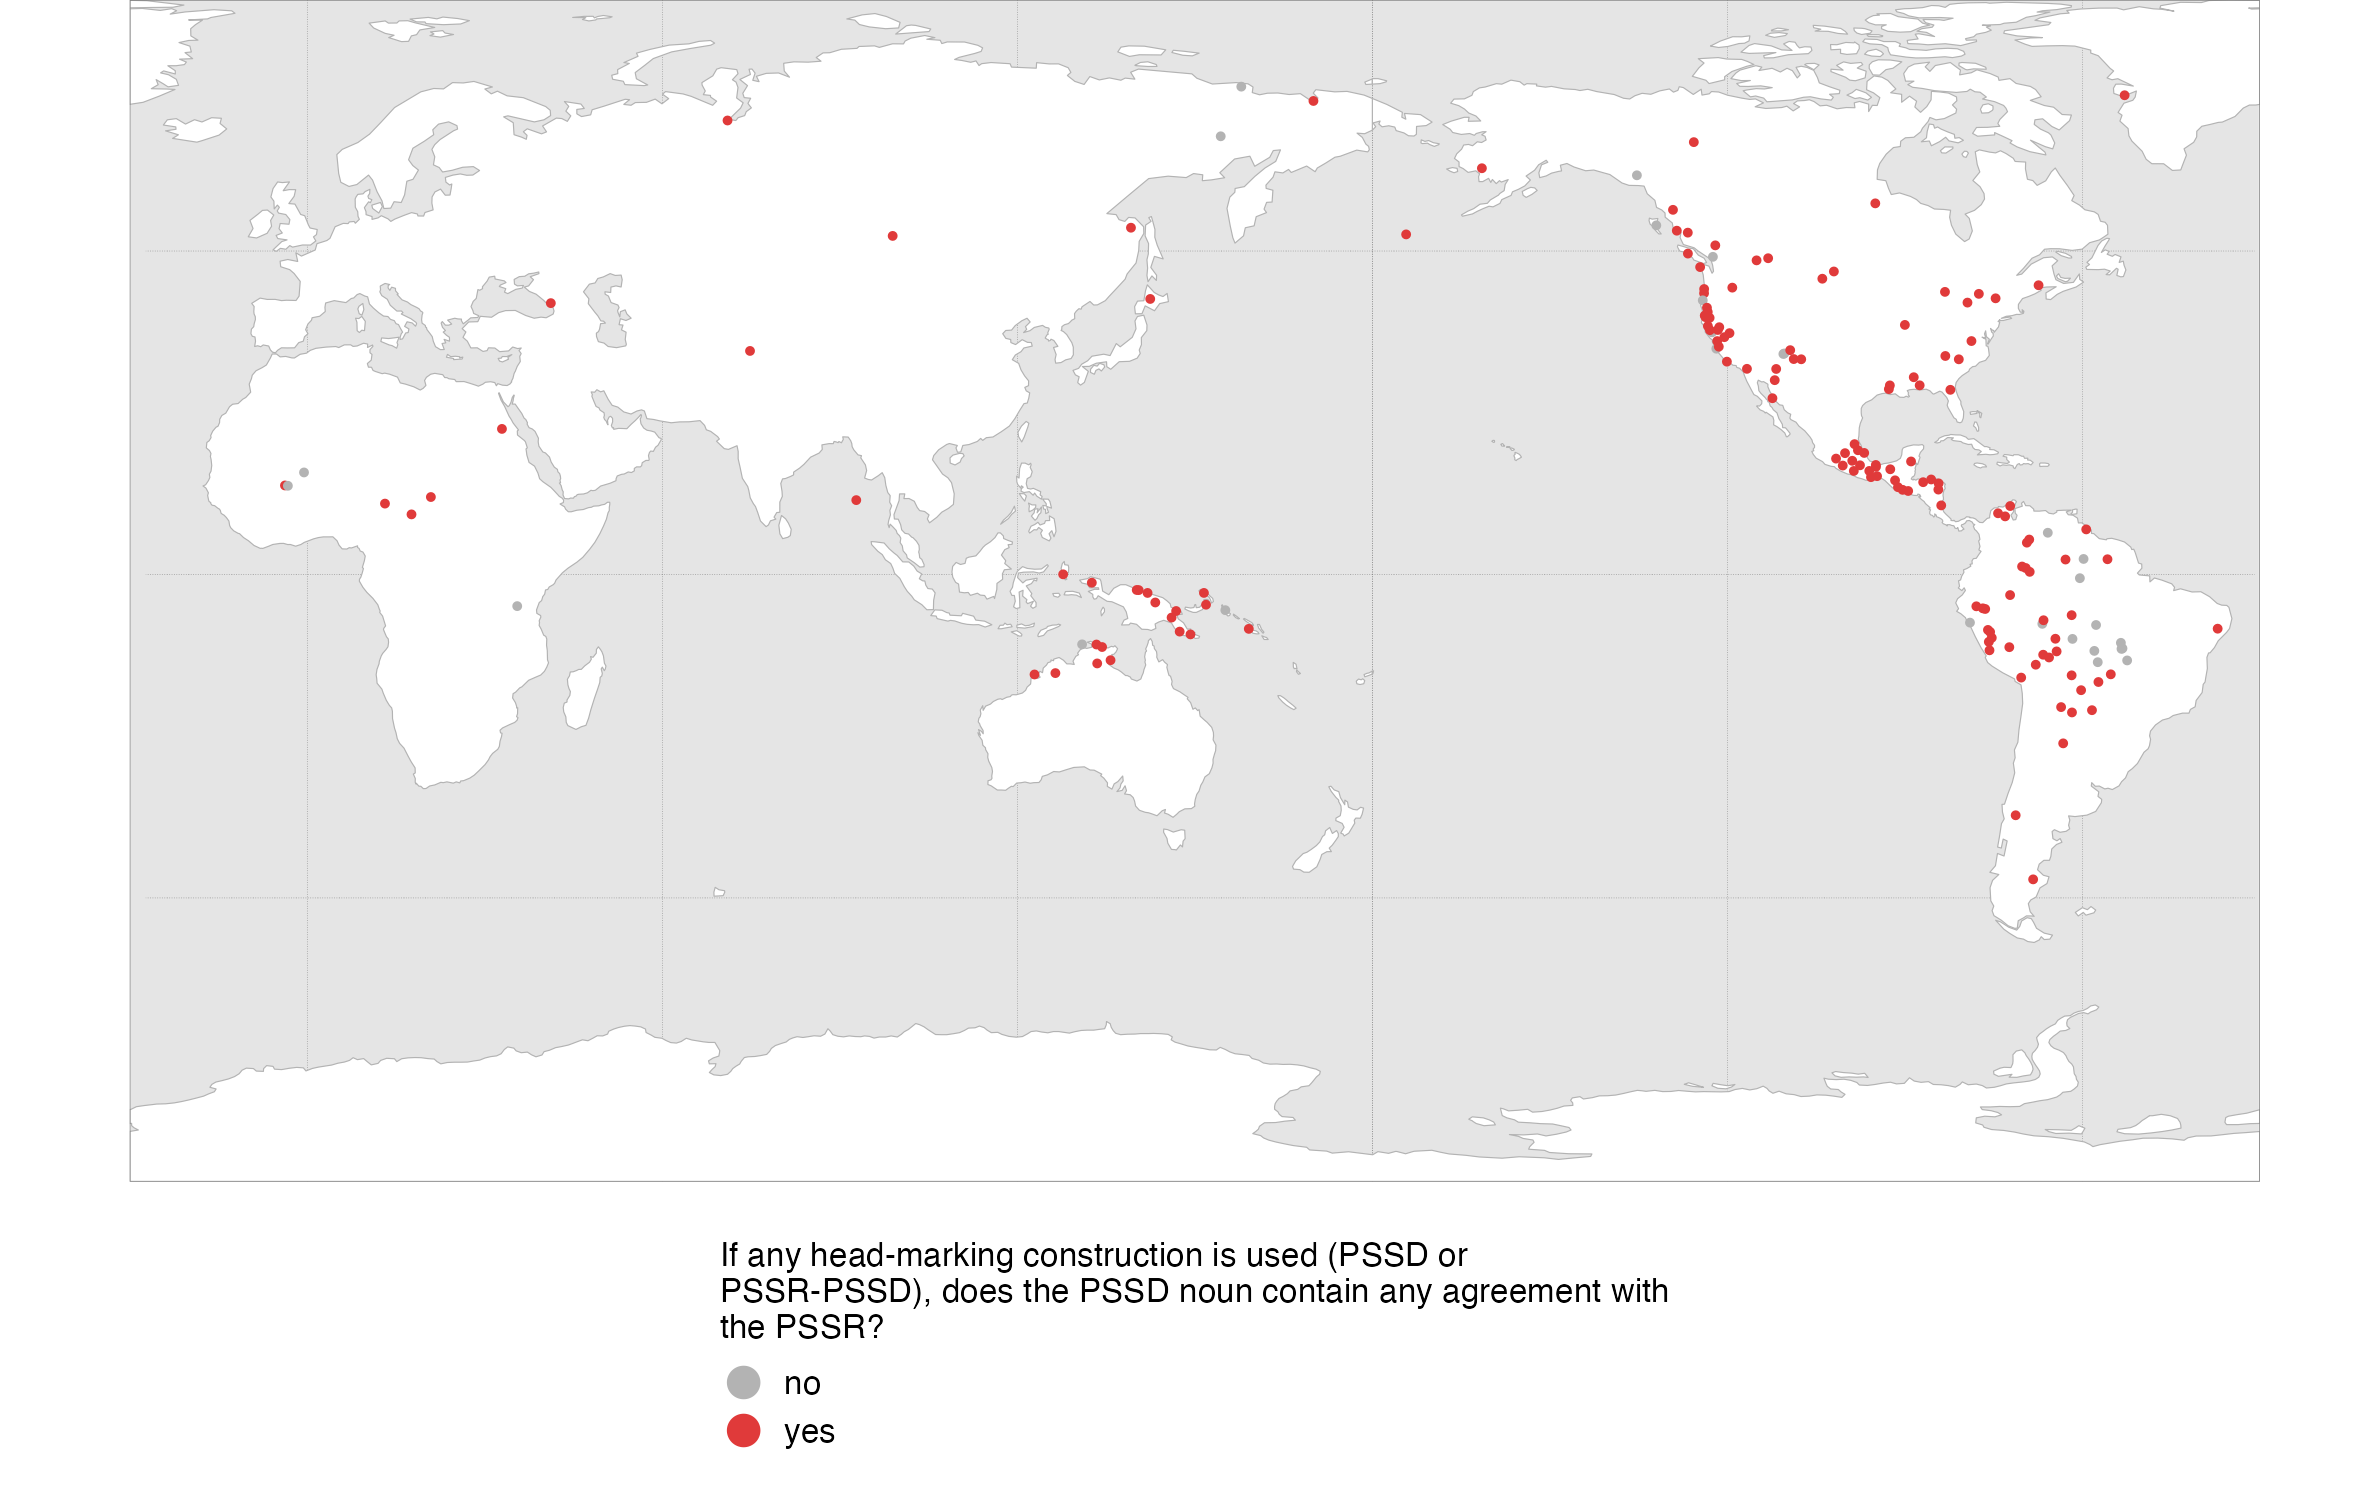 If any head-marking construction is used (PSSD or
PSSR-PSSD), does the PSSD noun contain any agreement with
the PSSR?
no
yes